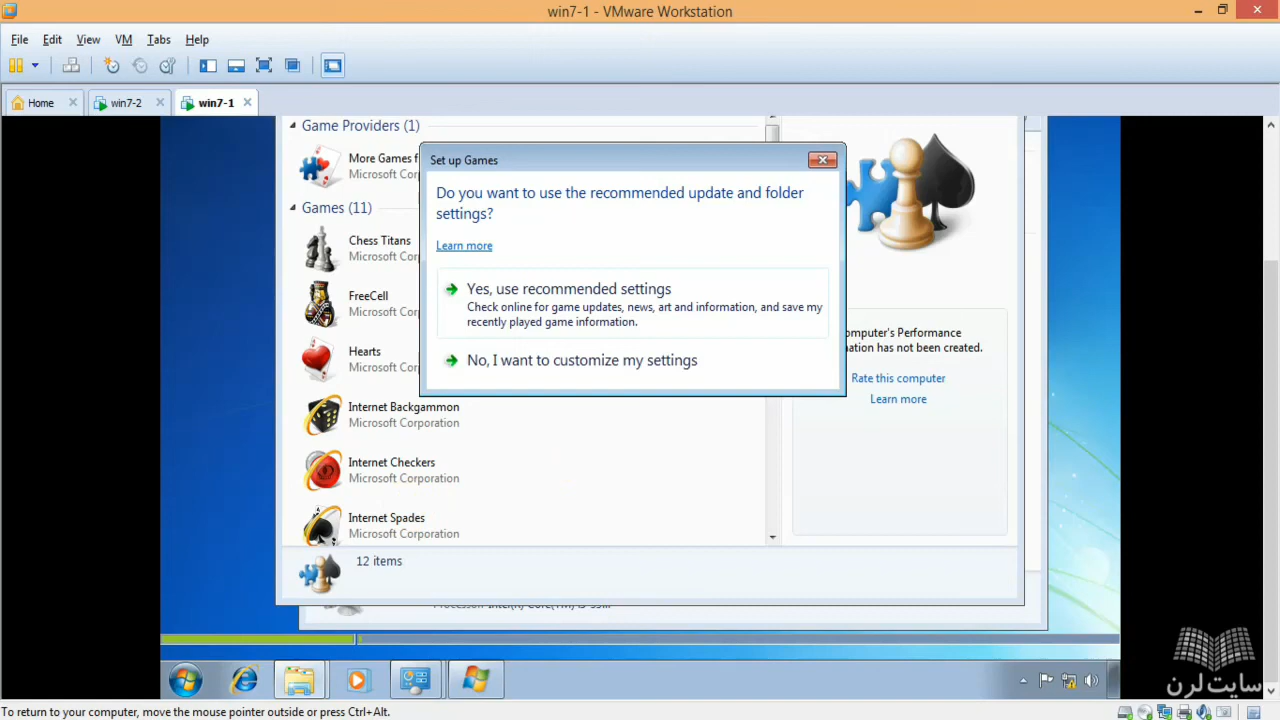 win7-1 - VMware Workstation
File Edit View VM Tabs Help
Home win7-2 win7-1
Game Providers (1)
More Games f
Microsoft Corp
Games (11)
Chess Titans
Microsoft Corp
FreeCell
Microsoft Corp
Hearts
Microsoft Corp
Internet Backgammon
Microsoft Corporation
Internet Checkers
Microsoft Corporation
Internet Spades
Microsoft Corporation
12 items
Set up Games
Do you want to use the recommended update and folder
settings?
Learn more
Yes, use recommended settings
Check online for game updates, news, art and information, and save my
recently played game information.
No, I want to customize my settings
omputer's Performance
ation has not been created.
Rate this computer
Learn more
سایت لرن
To return to your computer, move the mouse pointer outside or press Ctrl+Alt.